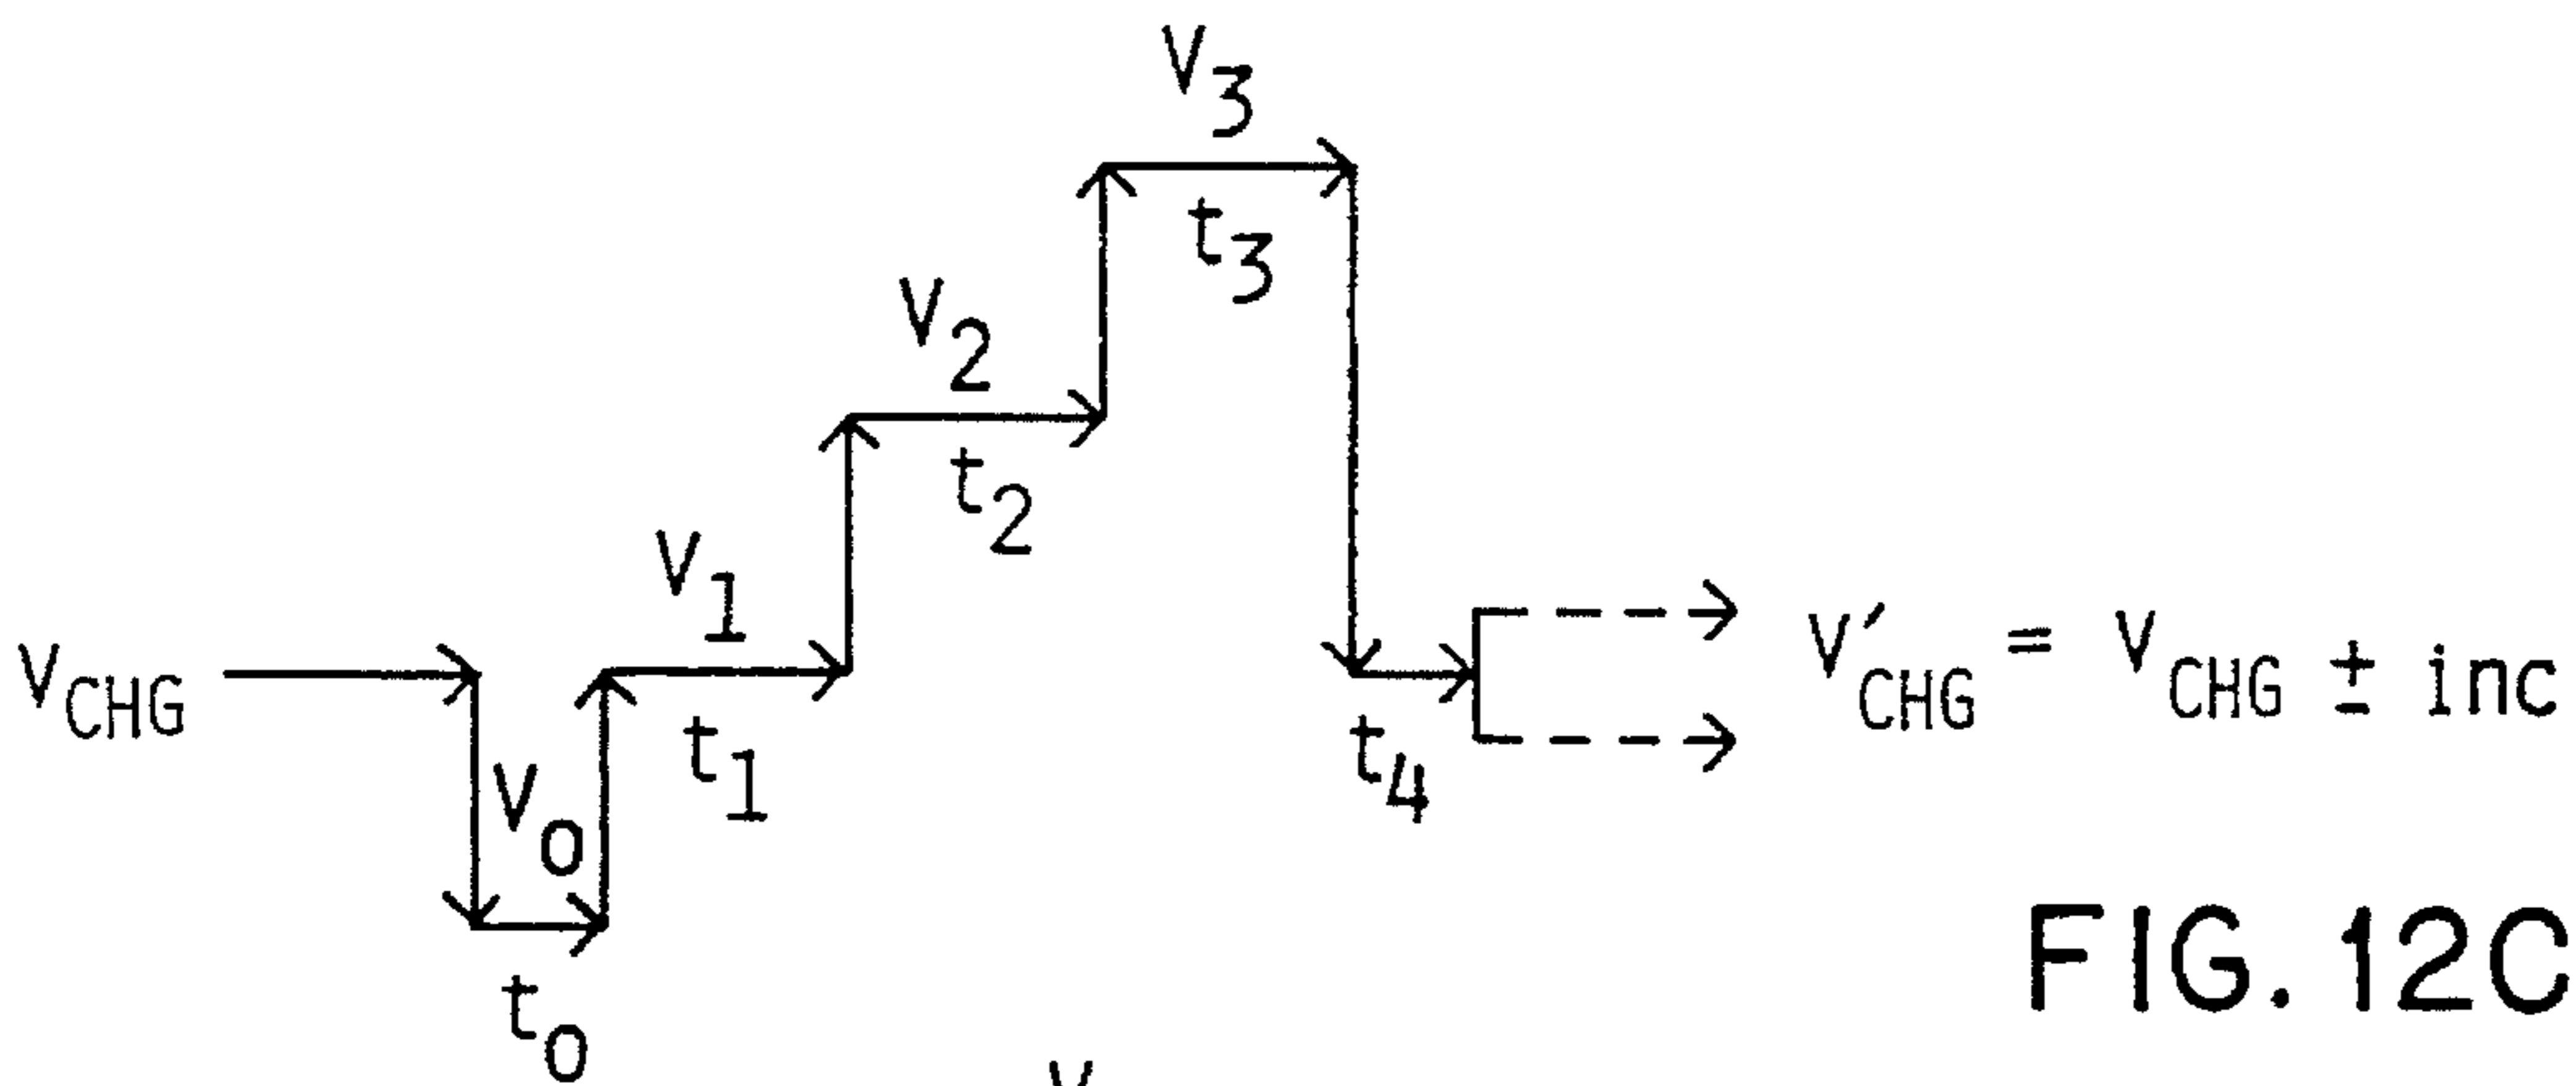 V3
t3
V2
t2
V1
t1
VCHG
V0
t0
t4
V′CHG = VCHG ± inc
FIG. 12C
V